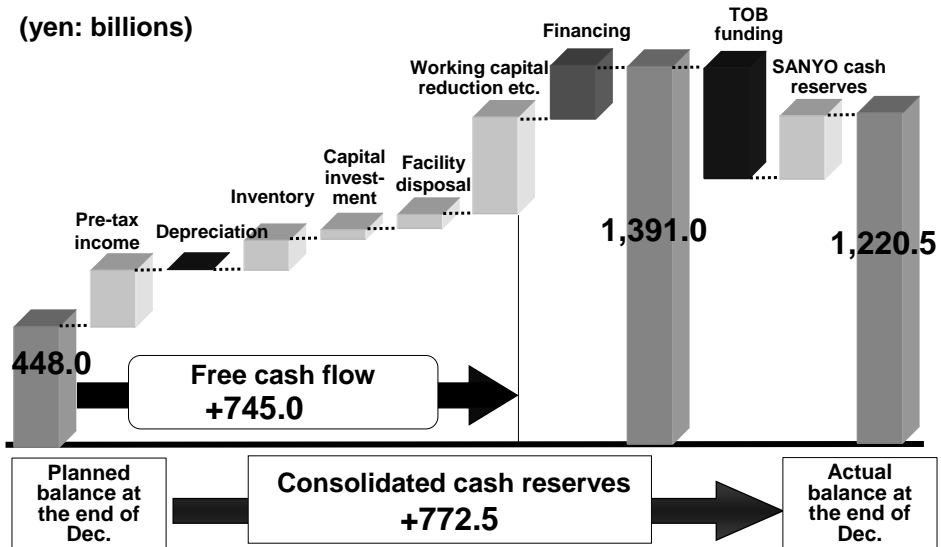 (yen: billions)
Pre-tax
income
Depreciation
Inventory
Capital
invest-
ment
Facility
disposal
Working capital
reduction etc.
Financing
TOB
funding
SANYO cash
reserves
448.0
1,391.0
1,220.5
Free cash flow
+745.0
Planned
balance at
the end of
Dec.
Consolidated cash reserves
+772.5
Actual
balance at
the end of
Dec.